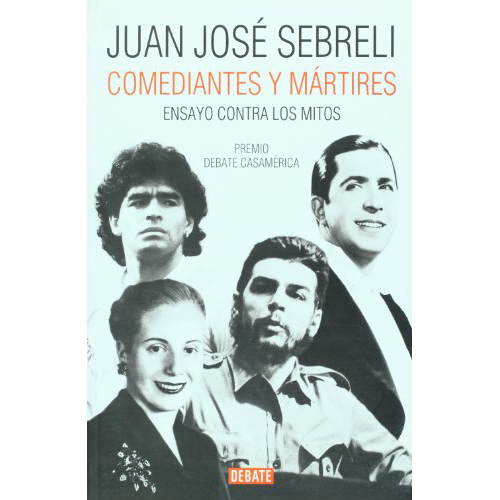 JUAN JOSÉ SEBRELI
COMEDIANTES Y MÁRTIRES
ENSAYO CONTRA LOS MITOS
PREMIO
DEBATE CASAMÉRICA
DEBATE